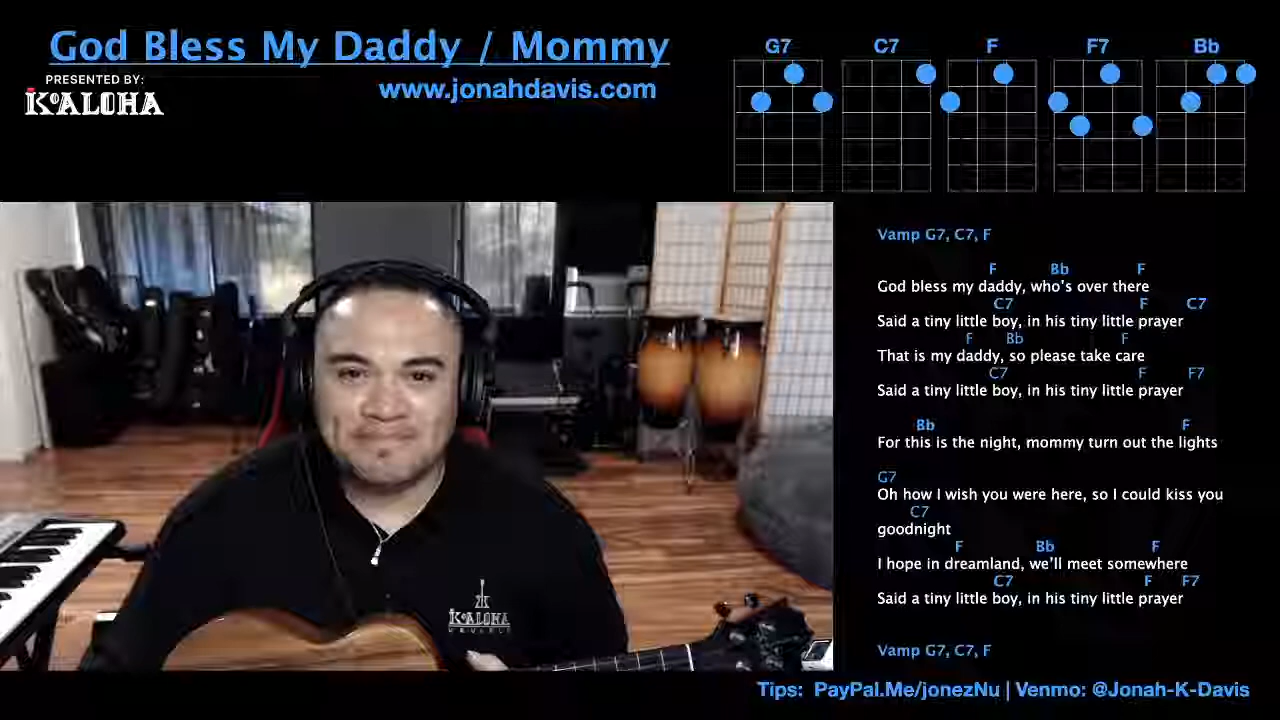 God Bless My Daddy / Mommy
PRESENTED BY:
KoALOHA
www.jonahdavis.com
G7 C7 F F7 Bb
Vamp G7, C7, F
F Bb F
God bless my daddy, who's over there
C7 F C7
Said a tiny little boy, in his tiny little prayer
F Bb F
That is my daddy, so please take care
C7 F F7
Said a tiny little boy, in his tiny little prayer
Bb F
For this is the night, mommy turn out the lights
G7
Oh how I wish you were here, so I could kiss you
C7
goodnight
F Bb F
I hope in dreamland, we'll meet somewhere
C7 F F7
Said a tiny little boy, in his tiny little prayer
Vamp G7, C7, F
KoALOHA
UKULELE
Tips: PayPal.Me/jonezNu | Venmo: @Jonah-K-Davis